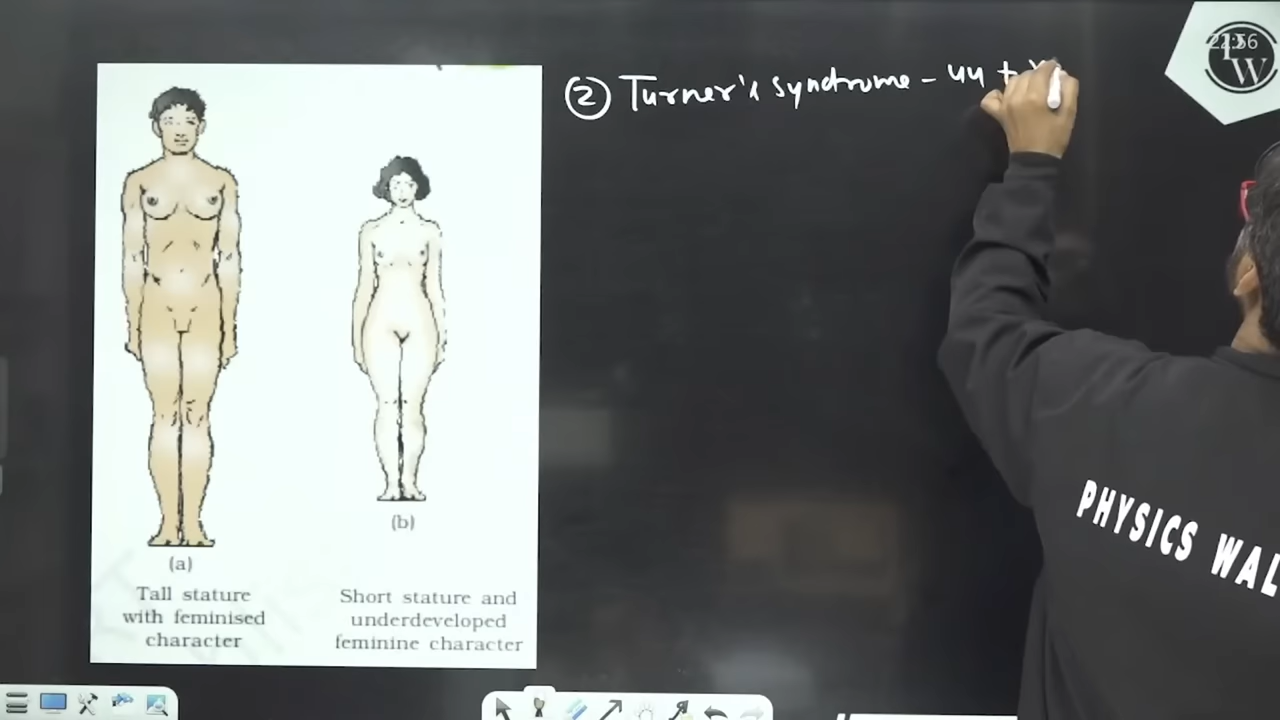 ② Turner's syndrome - 44 +
(a)
Tall stature
with feminised
character
(b)
Short stature and
underdeveloped
feminine character
PHYSICS WAL